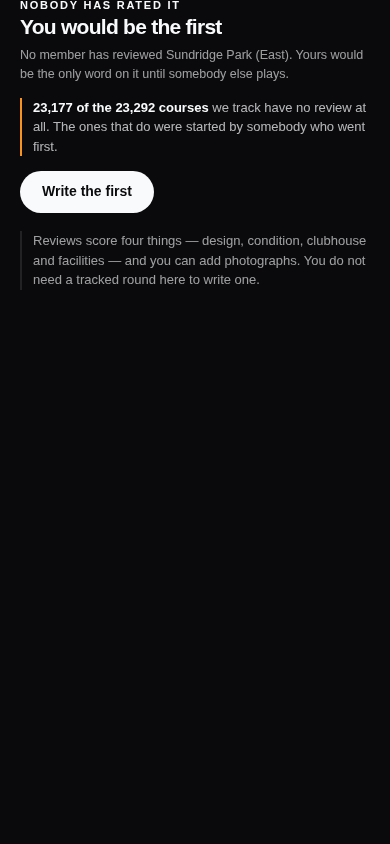 NOBODY HAS RATED IT
You would be the first
No member has reviewed Sundridge Park (East). Yours would
be the only word on it until somebody else plays.
23,177 of the 23,292 courses we track have no review at
all. The ones that do were started by somebody who went
first.
Write the first
Reviews score four things — design, condition, clubhouse
and facilities — and you can add photographs. You do not
need a tracked round here to write one.